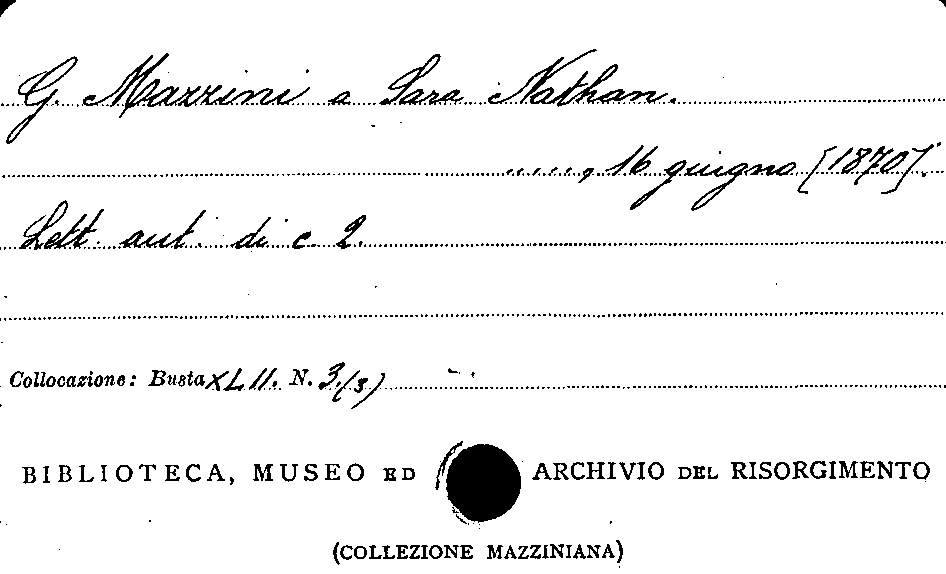 G. Mazzini a Sara Nathan.
....., 16 giugno [1870].
Lett. aut. di c. 2.
Collocazione: Busta XLII. N. 3.(3)
BIBLIOTECA, MUSEO ED ARCHIVIO DEL RISORGIMENTO
(COLLEZIONE MAZZINIANA)